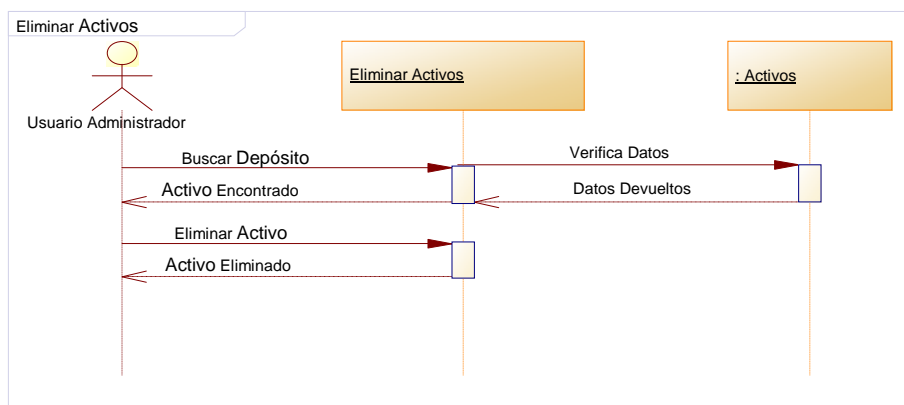 Eliminar Activos
Eliminar Activos
: Activos
Usuario Administrador
Buscar Depósito
Verifica Datos
Activo Encontrado
Datos Devueltos
Eliminar Activo
Activo Eliminado